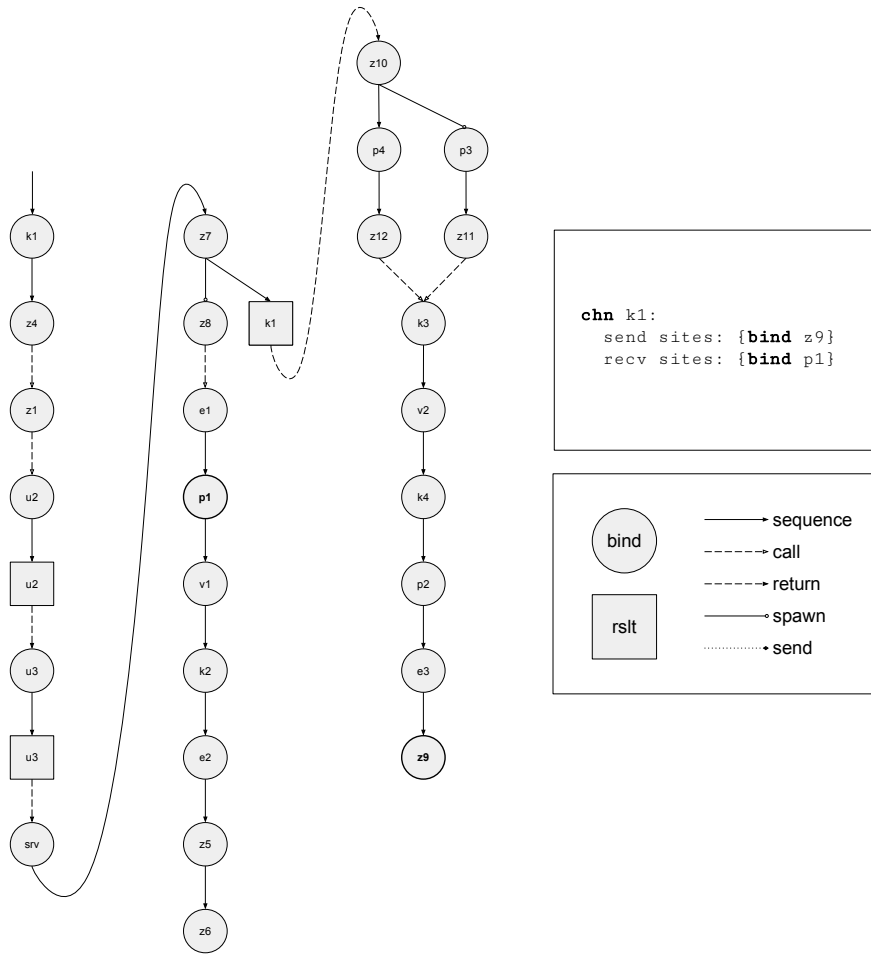 z10
p4
p3
k1
z7
z12
z11
z4
z8
k1
k3
z1
e1
v2
u2
p1
k4
u2
v1
p2
u3
k2
e3
u3
e2
z9
srv
z5
z6
chn k1:
send sites: {bind z9}
recv sites: {bind p1}
bind
rslt
sequence
call
return
spawn
send